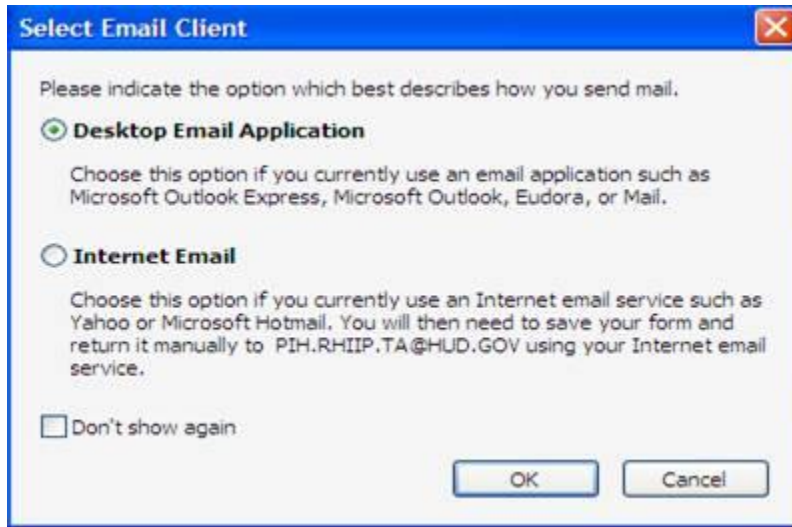 Select Email Client
Please indicate the option which best describes how you send mail.
Desktop Email Application
Choose this option if you currently use an email application such as
Microsoft Outlook Express, Microsoft Outlook, Eudora, or Mail.
Internet Email
Choose this option if you currently use an Internet email service such as
Yahoo or Microsoft Hotmail. You will then need to save your form and
return it manually to PIH.RHIIP.TA@HUD.GOV using your Internet email
service.
Don't show again
OK Cancel